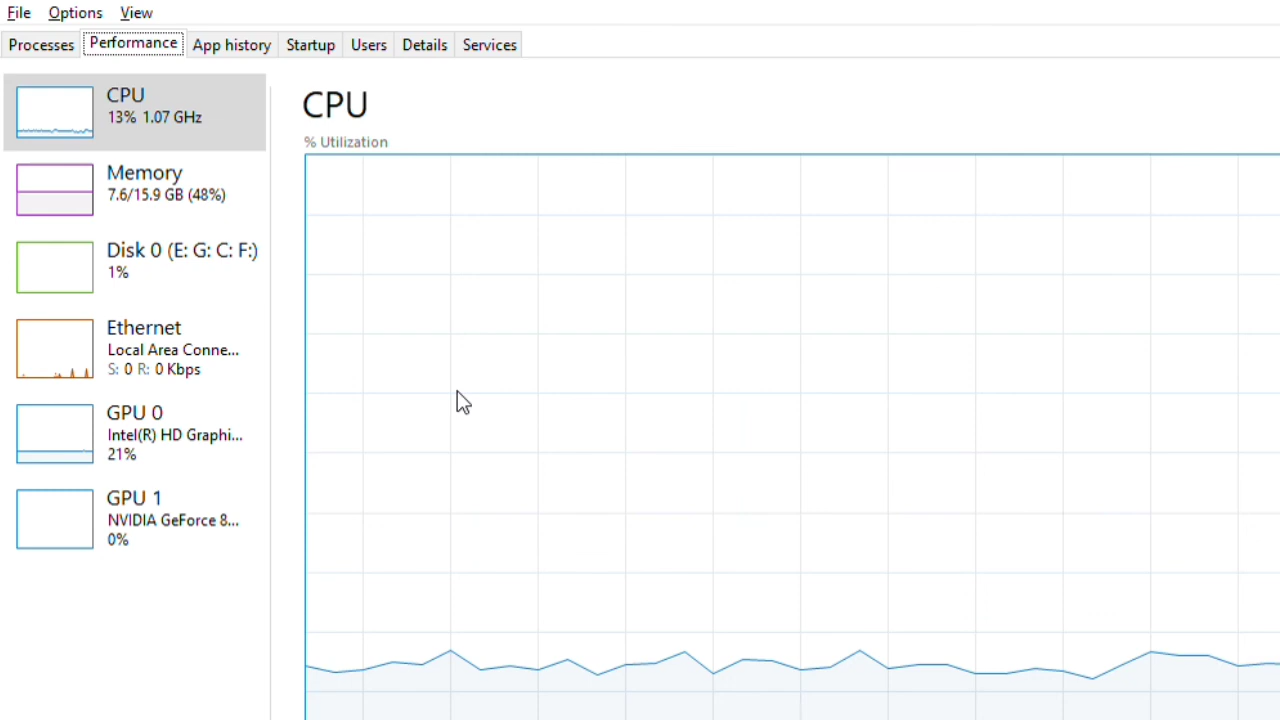 File Options View
Processes Performance App history Startup Users Details Services
CPU
13% 1.07 GHz
Memory
7.6/15.9 GB (48%)
Disk 0 (E: G: C: F:)
1%
Ethernet
Local Area Conne...
S: 0 R: 0 Kbps
GPU 0
Intel(R) HD Graphi...
21%
GPU 1
NVIDIA GeForce 8...
0%
CPU
% Utilization